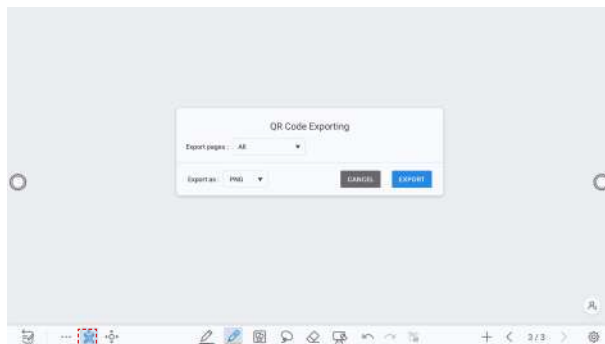 QR Code Exporting
Export pages : All
Export as : PNG
CANCEL
EXPORT
3/3